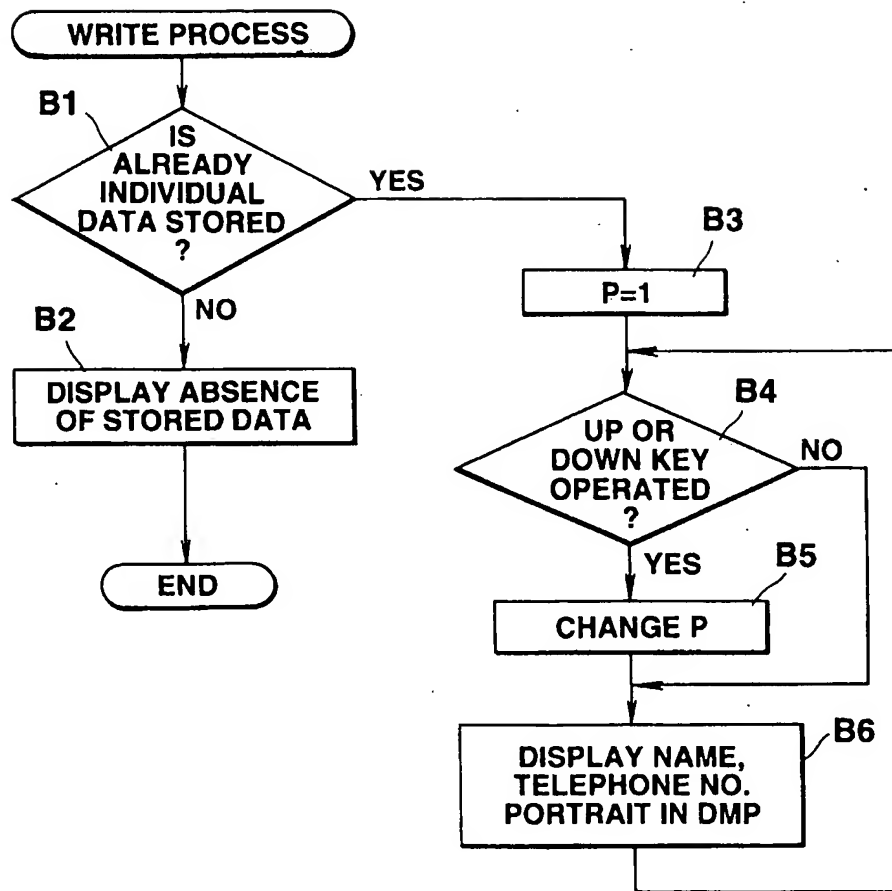 WRITE PROCESS
B1
IS
ALREADY
INDIVIDUAL
DATA STORED
?
YES
NO
B2
DISPLAY ABSENCE
OF STORED DATA
END
B3
P=1
B4
UP OR
DOWN KEY
OPERATED
?
NO
YES
B5
CHANGE P
B6
DISPLAY NAME,
TELEPHONE NO.
PORTRAIT IN DMP